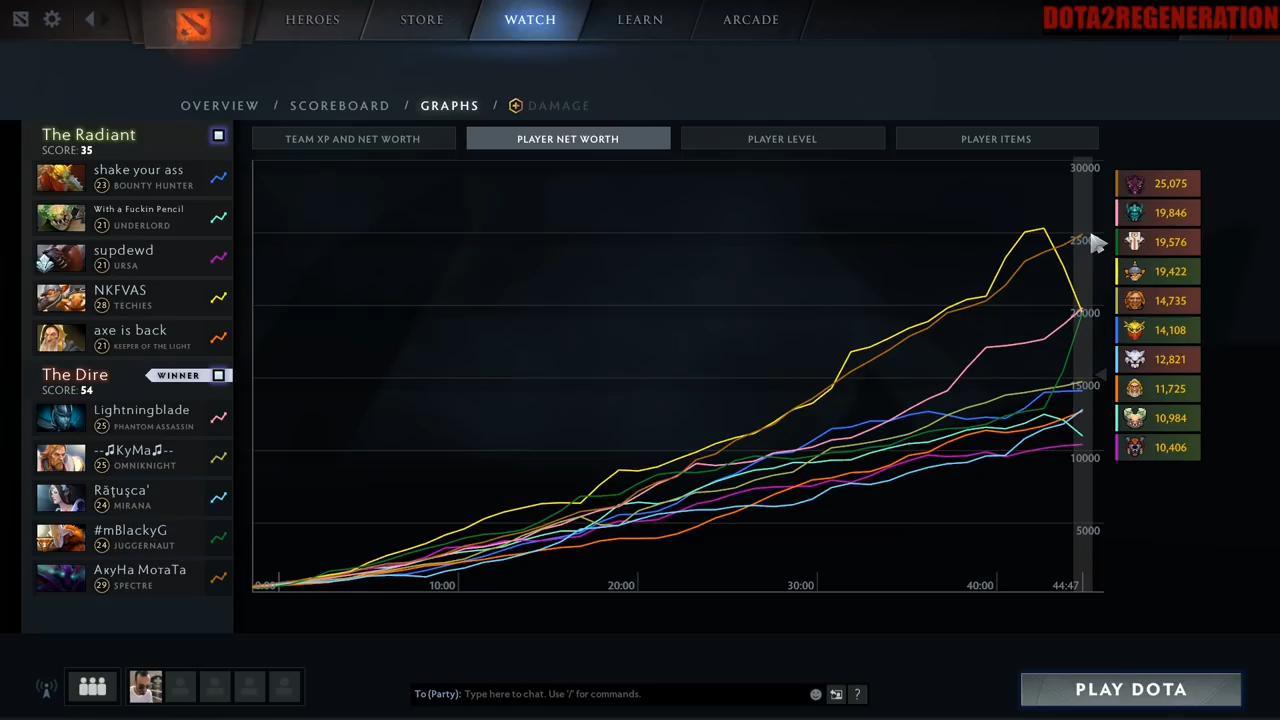 HEROES
STORE
WATCH
LEARN
ARCADE
DOTA2REGENERATION
OVERVIEW / SCOREBOARD / GRAPHS / DAMAGE
The Radiant
SCORE: 35
shake your ass
23 BOUNTY HUNTER
With a Fuckin Pencil
21 UNDERLORD
supdewd
21 URSA
NKFVAS
28 TECHIES
axe is back
21 KEEPER OF THE LIGHT
The Dire
WINNER
SCORE: 54
Lightningblade
25 PHANTOM ASSASSIN
--♫KyMa♫--
25 OMNIKNIGHT
Răţușca'
24 MIRANA
#mBlackyG
24 JUGGERNAUT
АкуНа МотаТа
29 SPECTRE
TEAM XP AND NET WORTH
PLAYER NET WORTH
PLAYER LEVEL
PLAYER ITEMS
30000
25000
20000
15000
10000
5000
0:00
10:00
20:00
30:00
40:00
44:47
25,075
19,846
19,576
19,422
14,735
14,108
12,821
11,725
10,984
10,406
To (Party): Type here to chat. Use '/' for commands.
?
PLAY DOTA